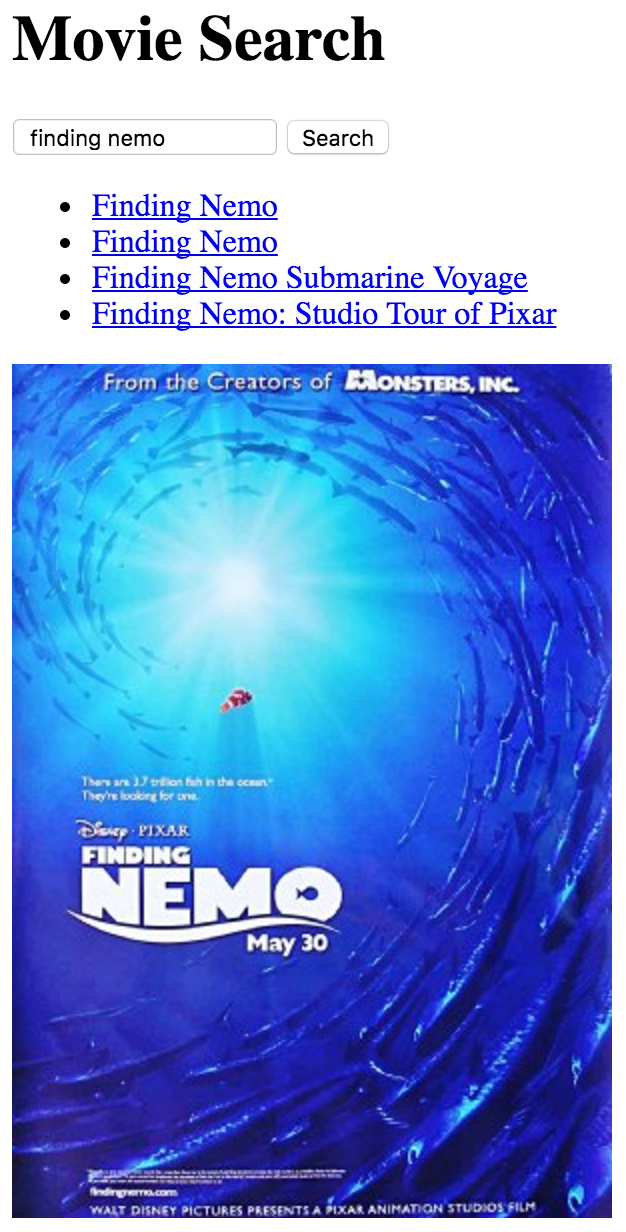 Movie Search
finding nemo Search
Finding Nemo
Finding Nemo
Finding Nemo Submarine Voyage
Finding Nemo: Studio Tour of Pixar
From the Creators of MONSTERS, INC.
There are 3.7 trillion fish in the ocean.
They're looking for one.
Disney · PIXAR
FINDING
NEMO
May 30
findingnemo.com
WALT DISNEY PICTURES PRESENTS A PIXAR ANIMATION STUDIOS FILM